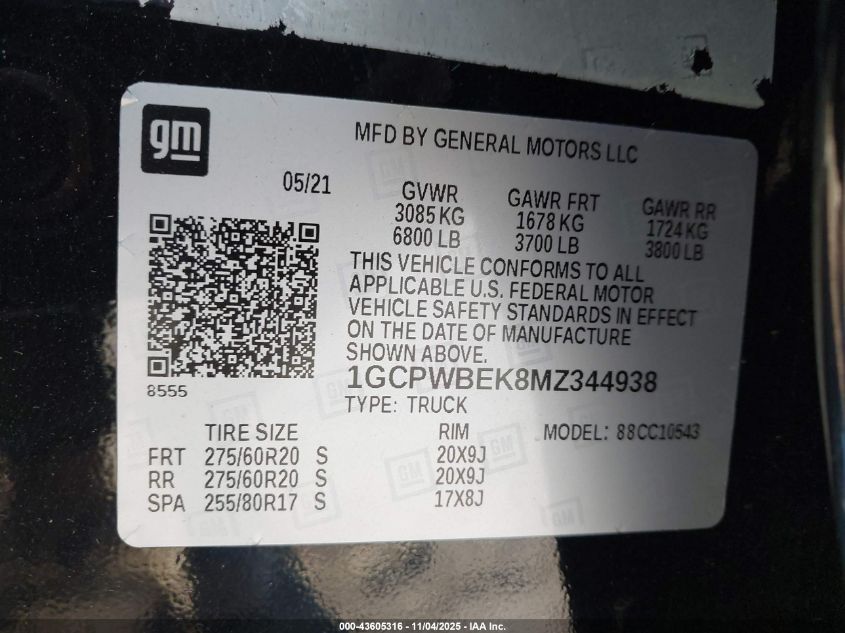 gm
MFD BY GENERAL MOTORS LLC
05/21
GVWR GAWR FRT GAWR RR
3085 KG 1678 KG 1724 KG
6800 LB 3700 LB 3800 LB
THIS VEHICLE CONFORMS TO ALL
APPLICABLE U.S. FEDERAL MOTOR
VEHICLE SAFETY STANDARDS IN EFFECT
ON THE DATE OF MANUFACTURE
SHOWN ABOVE.
8555
1GCPWBEK8MZ344938
TYPE: TRUCK
TIRE SIZE RIM MODEL: 88CC10543
FRT 275/60R20 S 20X9J
RR 275/60R20 S 20X9J
SPA 255/80R17 S 17X8J
000-43605316 - 11/04/2025 - IAA Inc.